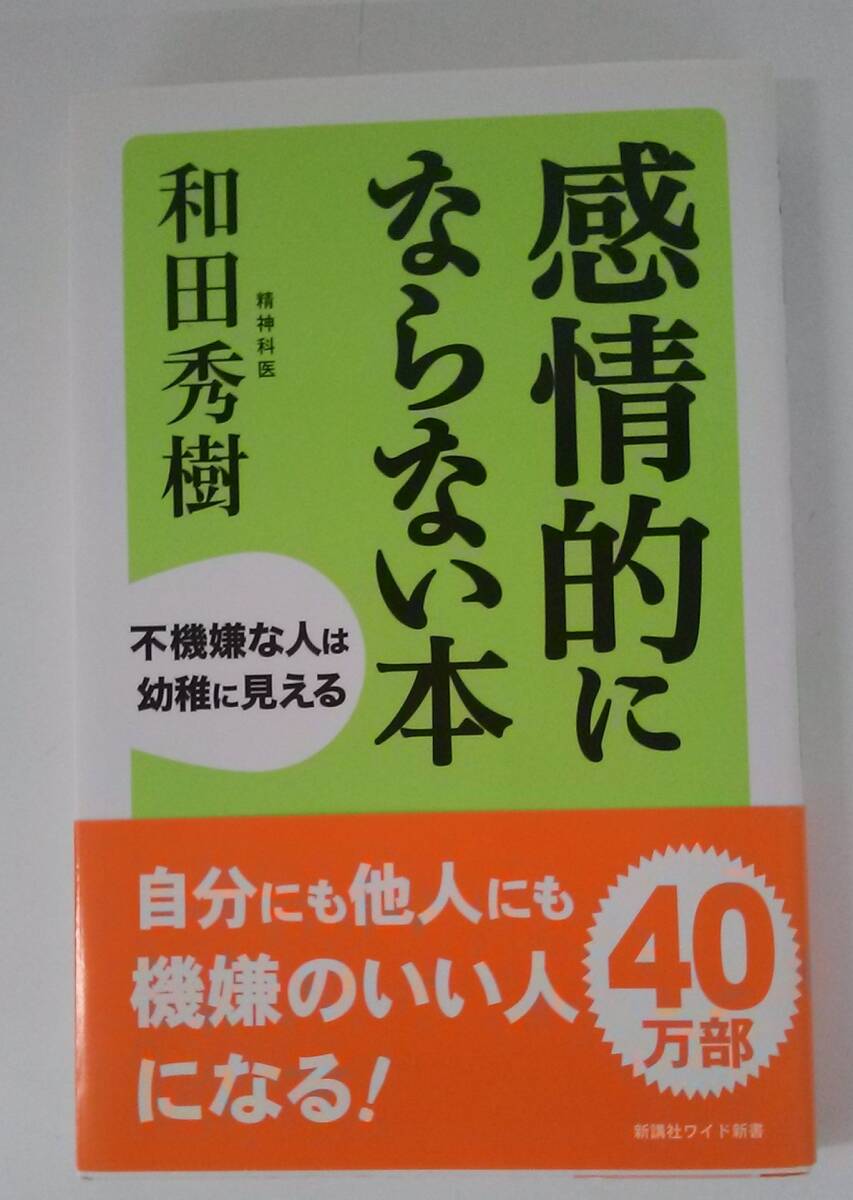 感情的に
ならない本
精神科医
和田秀樹
不機嫌な人は
幼稚に見える
自分にも他人にも
機嫌のいい人
になる!
40
万部
新講社ワイド新書